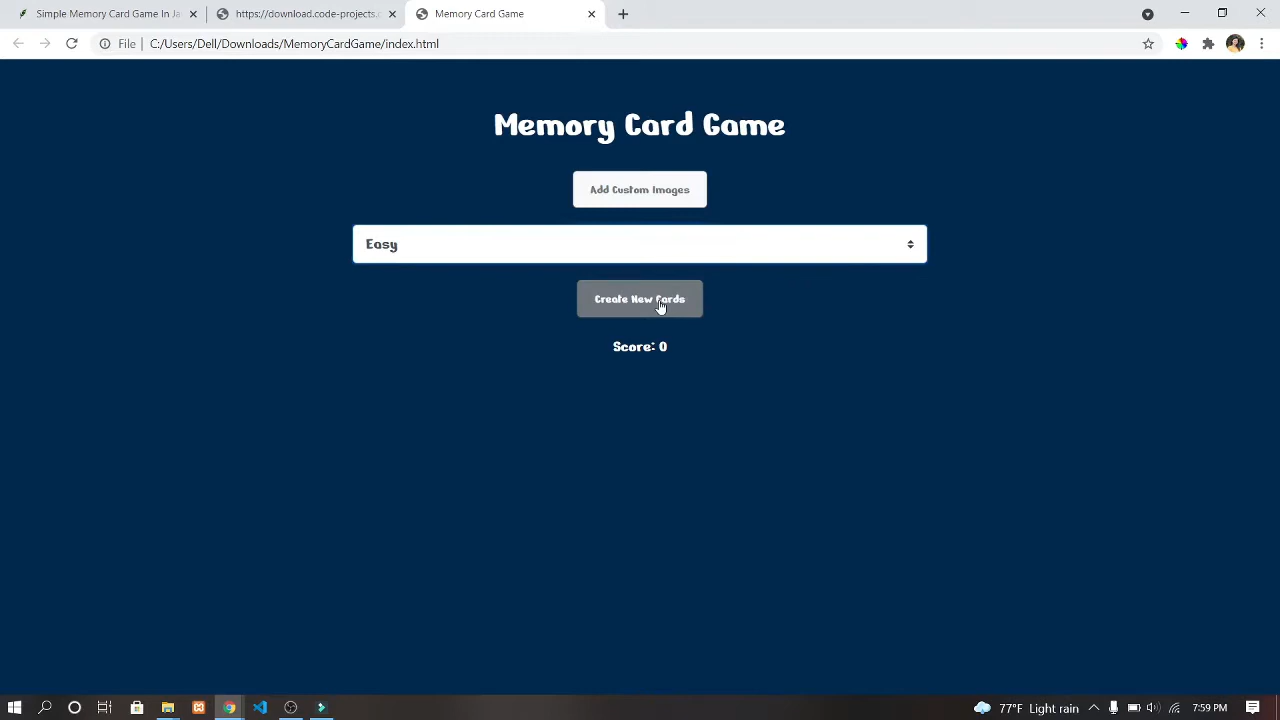 Simple Memory Card Game In Ja
https://download.code-projects.
Memory Card Game
File
C:/Users/Dell/Downloads/MemoryCardGame/index.html
Memory Card Game
Add Custom Images
Easy
Create New Cards
Score: 0
77°F Light rain
7:59 PM